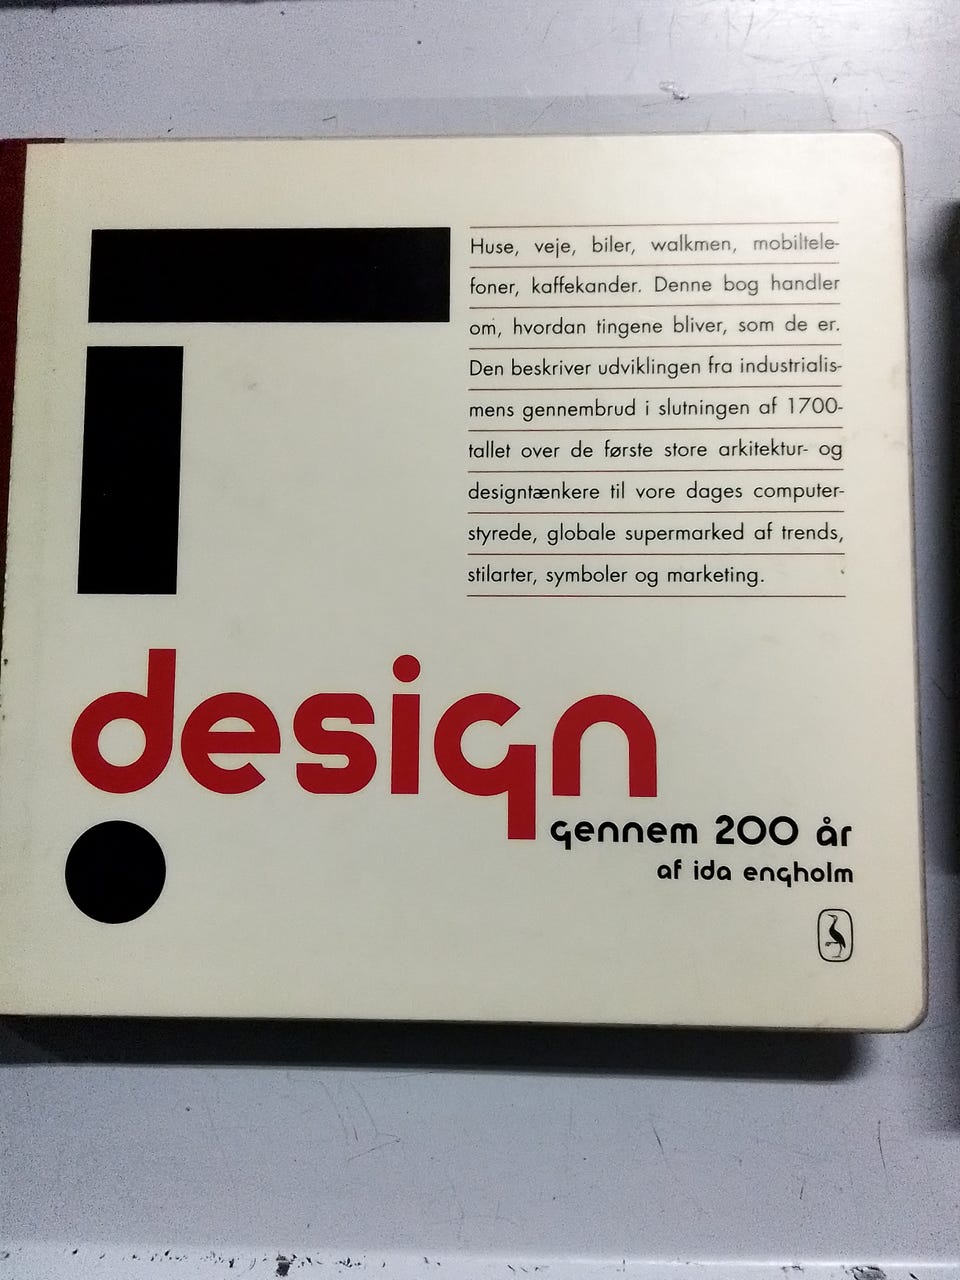 Huse, veje, biler, walkmen, mobiltele-
foner, kaffekander. Denne bog handler
om, hvordan tingene bliver, som de er.
Den beskriver udviklingen fra industrialis-
mens gennembrud i slutningen af 1700-
tallet over de første store arkitektur- og
designtænkere til vore dages computer-
styrede, globale supermarked af trends,
stilarter, symboler og marketing.
design
gennem 200 år
af ida engholm